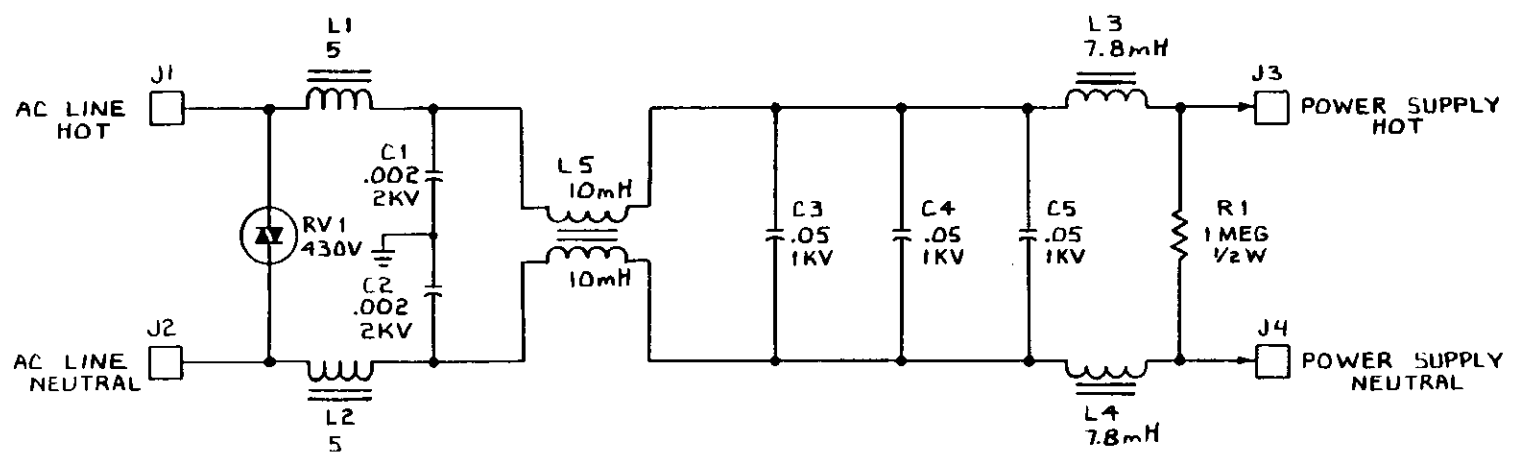 L1
5
J1
AC LINE
HOT
C1
.002
2KV
L5
10mH
10mH
RV1
430V
C2
.002
2KV
J2
AC LINE
NEUTRAL
L2
5
C3
.05
1KV
C4
.05
1KV
C5
.05
1KV
L3
7.8mH
R1
1 MEG
1/2W
J3
POWER SUPPLY
HOT
J4
POWER SUPPLY
NEUTRAL
L4
7.8mH